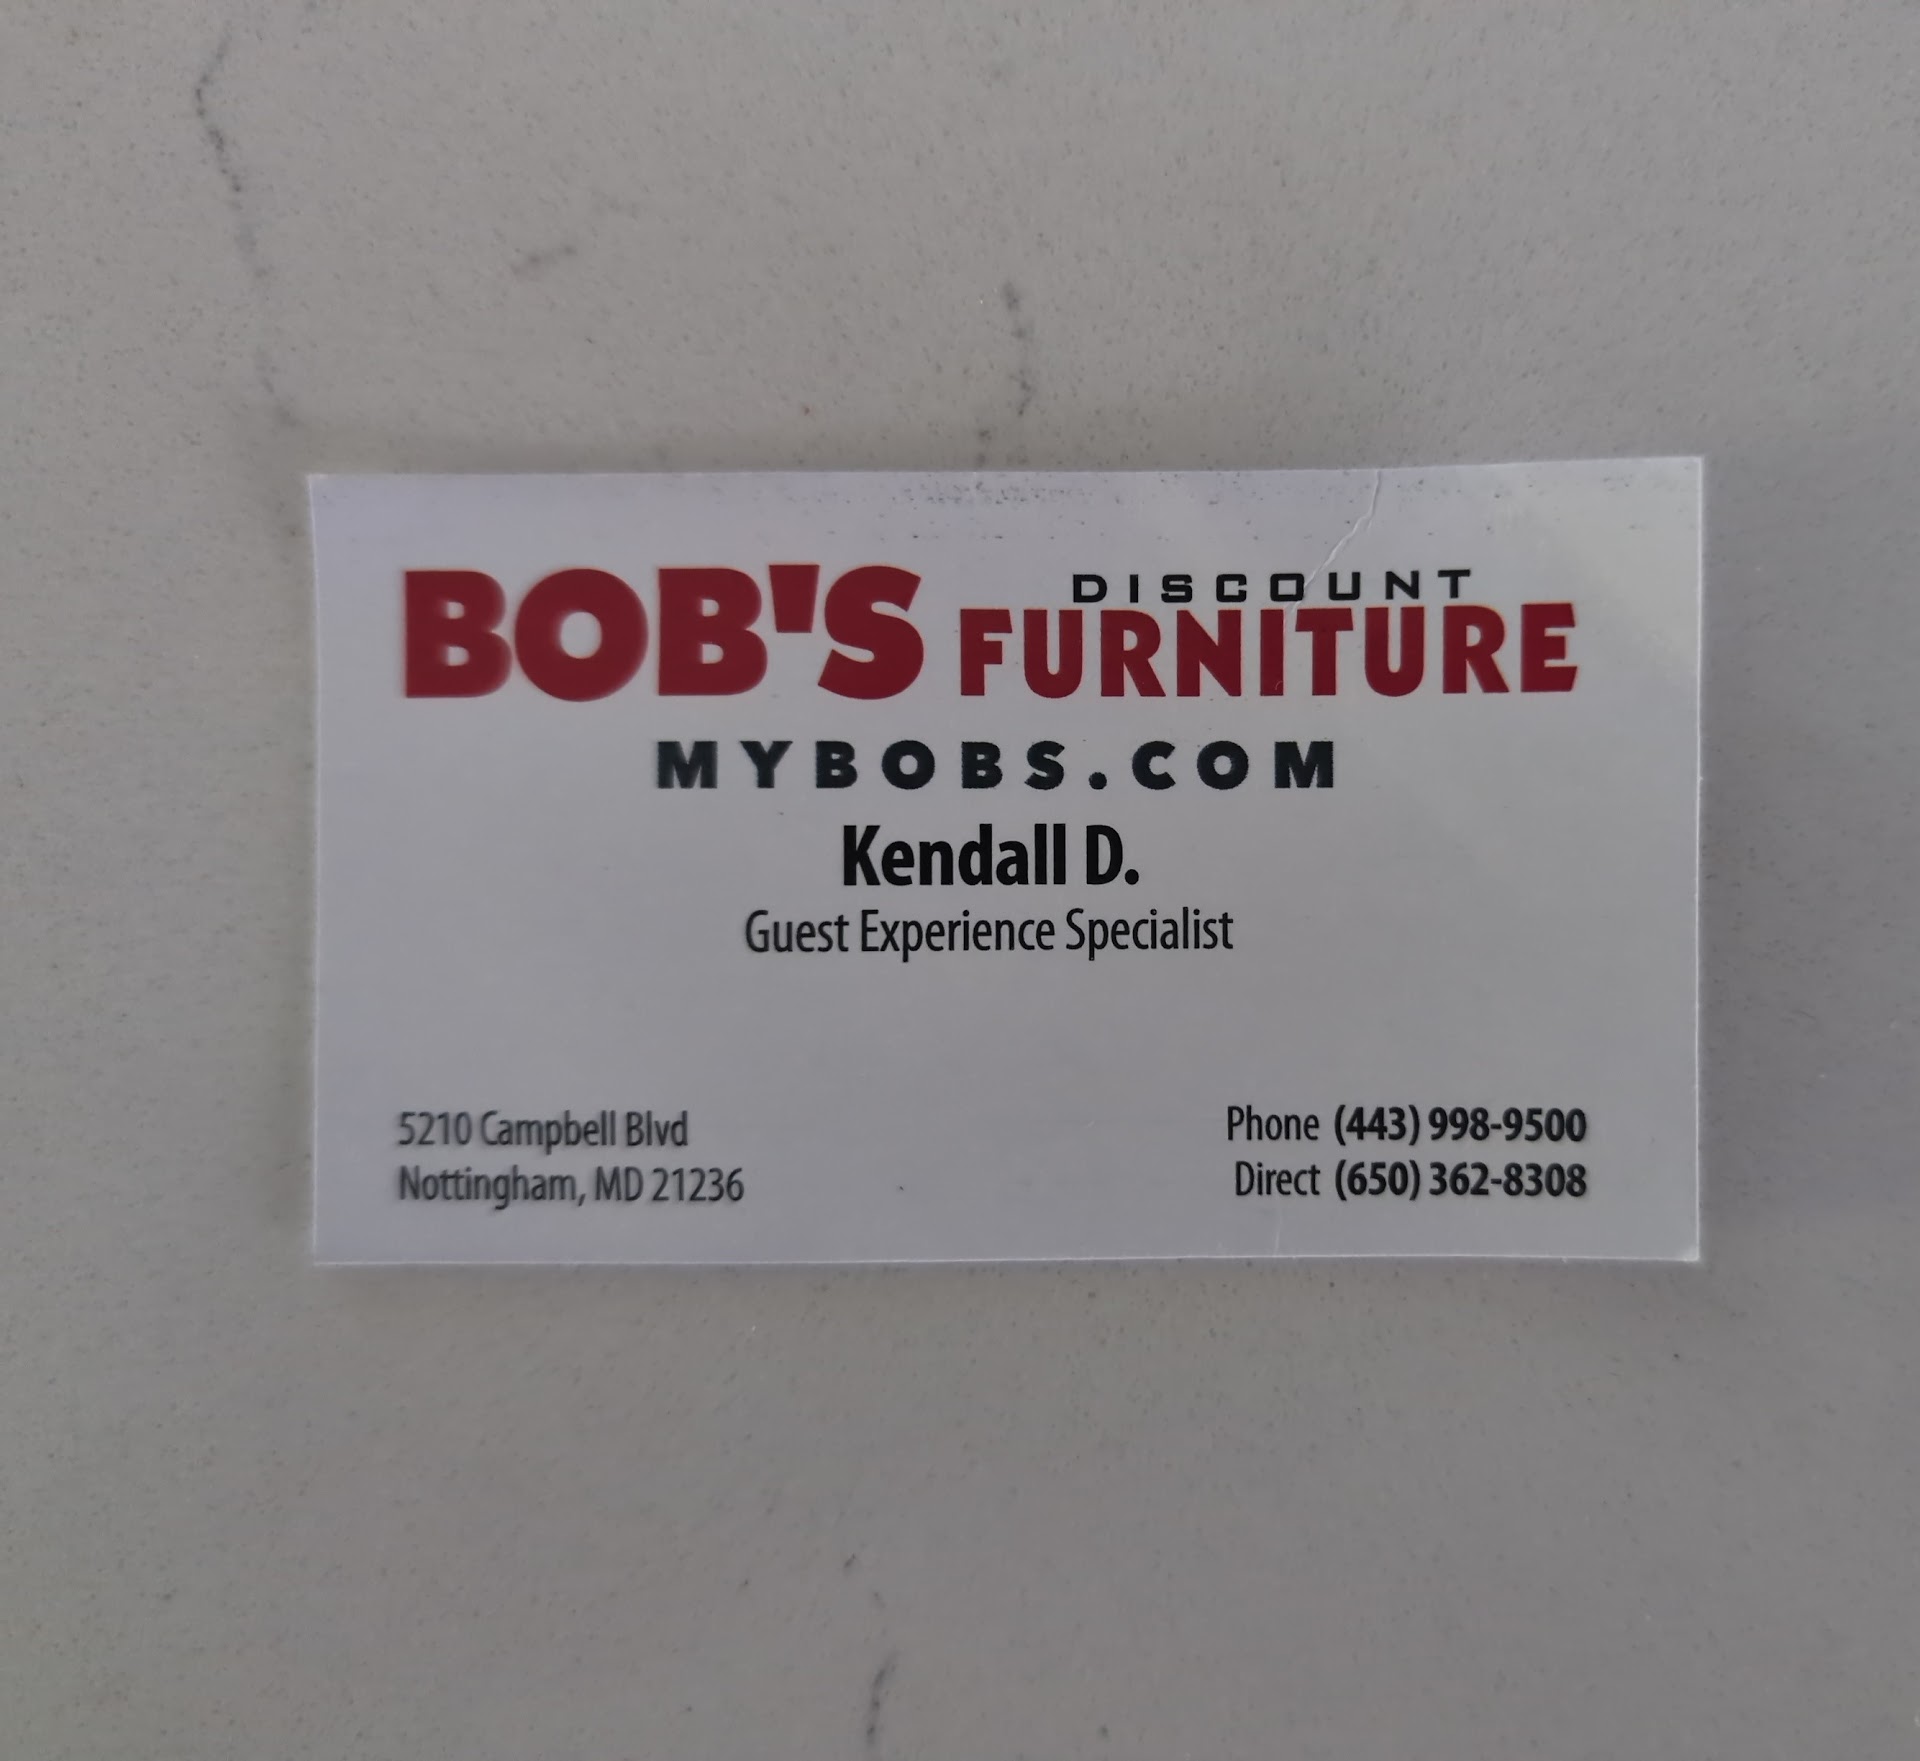 BOB'S DISCOUNT FURNITURE
MYBOBS.COM
Kendall D.
Guest Experience Specialist
5210 Campbell Blvd
Nottingham, MD 21236
Phone (443) 998-9500
Direct (650) 362-8308